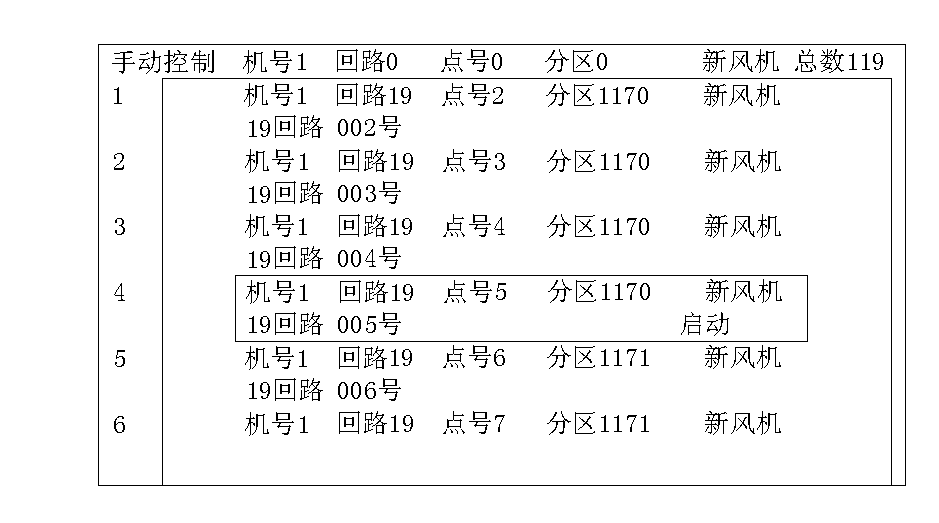 手动控制 机号1 回路0 点号0 分区0 新风机 总数119
1 机号1 回路19 点号2 分区1170 新风机
19回路 002号
2 机号1 回路19 点号3 分区1170 新风机
19回路 003号
3 机号1 回路19 点号4 分区1170 新风机
19回路 004号
4 机号1 回路19 点号5 分区1170 新风机
19回路 005号 启动
5 机号1 回路19 点号6 分区1171 新风机
19回路 006号
6 机号1 回路19 点号7 分区1171 新风机